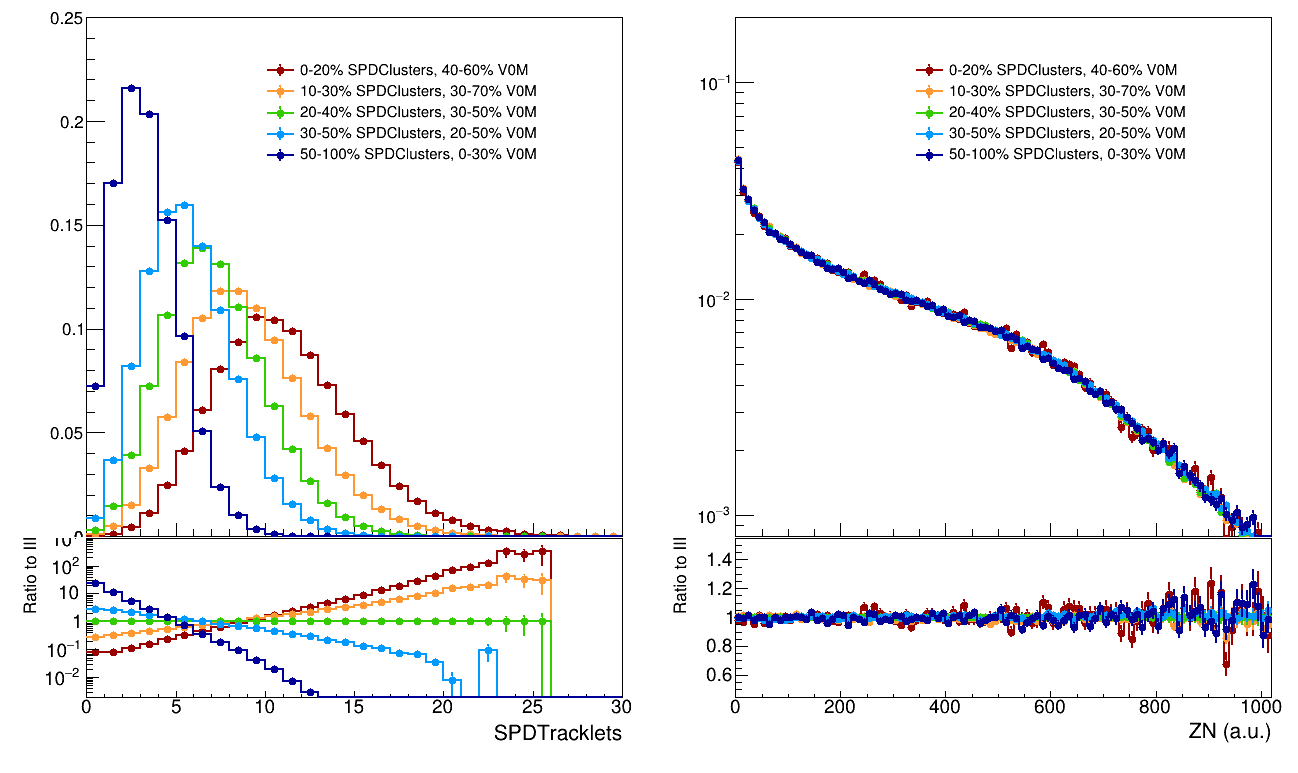 0.25
0.2
0.15
0.1
0.05
0
0-20% SPDClusters, 40-60% V0M
10-30% SPDClusters, 30-70% V0M
20-40% SPDClusters, 30-50% V0M
30-50% SPDClusters, 20-50% V0M
50-100% SPDClusters, 0-30% V0M
Ratio to III
10²
10
1
10⁻¹
10⁻²
0 5 10 15 20 25 30
SPDTracklets
10⁻¹
10⁻²
10⁻³
0-20% SPDClusters, 40-60% V0M
10-30% SPDClusters, 30-70% V0M
20-40% SPDClusters, 30-50% V0M
30-50% SPDClusters, 20-50% V0M
50-100% SPDClusters, 0-30% V0M
Ratio to III
1.4
1.2
1
0.8
0.6
0 200 400 600 800 1000
ZN (a.u.)